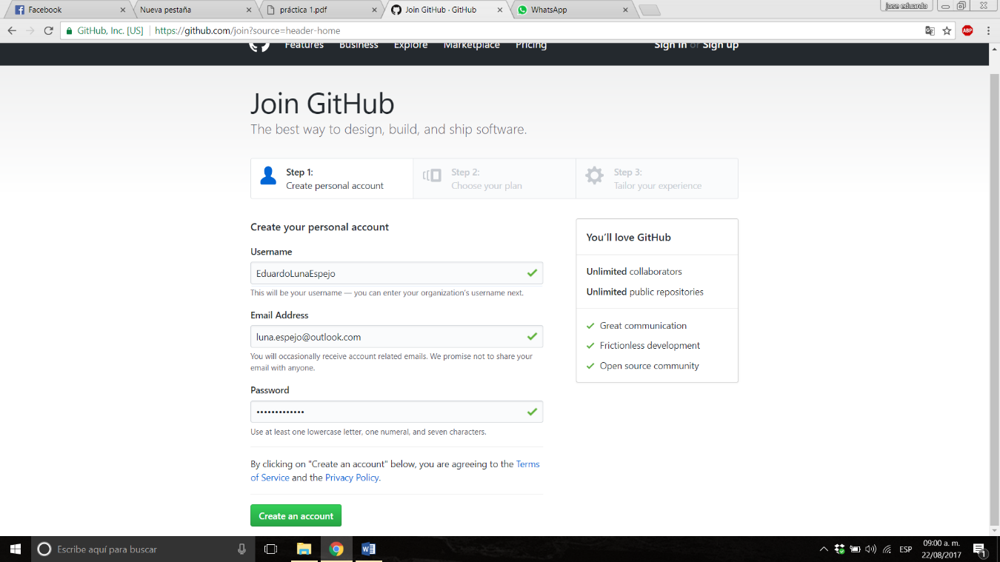 Facebook
Nueva pestaña
práctica 1.pdf
Join GitHub · GitHub
WhatsApp
jose eduardo
GitHub, Inc. [US]
https://github.com/join?source=header-home
ABP
Features Business Explore Marketplace Pricing
Sign in or Sign up
Join GitHub
The best way to design, build, and ship software.
Step 1:
Create personal account
Step 2:
Choose your plan
Step 3:
Tailor your experience
Create your personal account
Username
EduardoLunaEspejo
This will be your username — you can enter your organization's username next.
Email Address
luna.espejo@outlook.com
You will occasionally receive account related emails. We promise not to share your
email with anyone.
Password
•••••••••••••
Use at least one lowercase letter, one numeral, and seven characters.
By clicking on "Create an account" below, you are agreeing to the Terms
of Service and the Privacy Policy.
Create an account
You'll love GitHub
Unlimited collaborators
Unlimited public repositories
Great communication
Frictionless development
Open source community
Escribe aquí para buscar
ESP
09:00 a. m.
22/08/2017
1